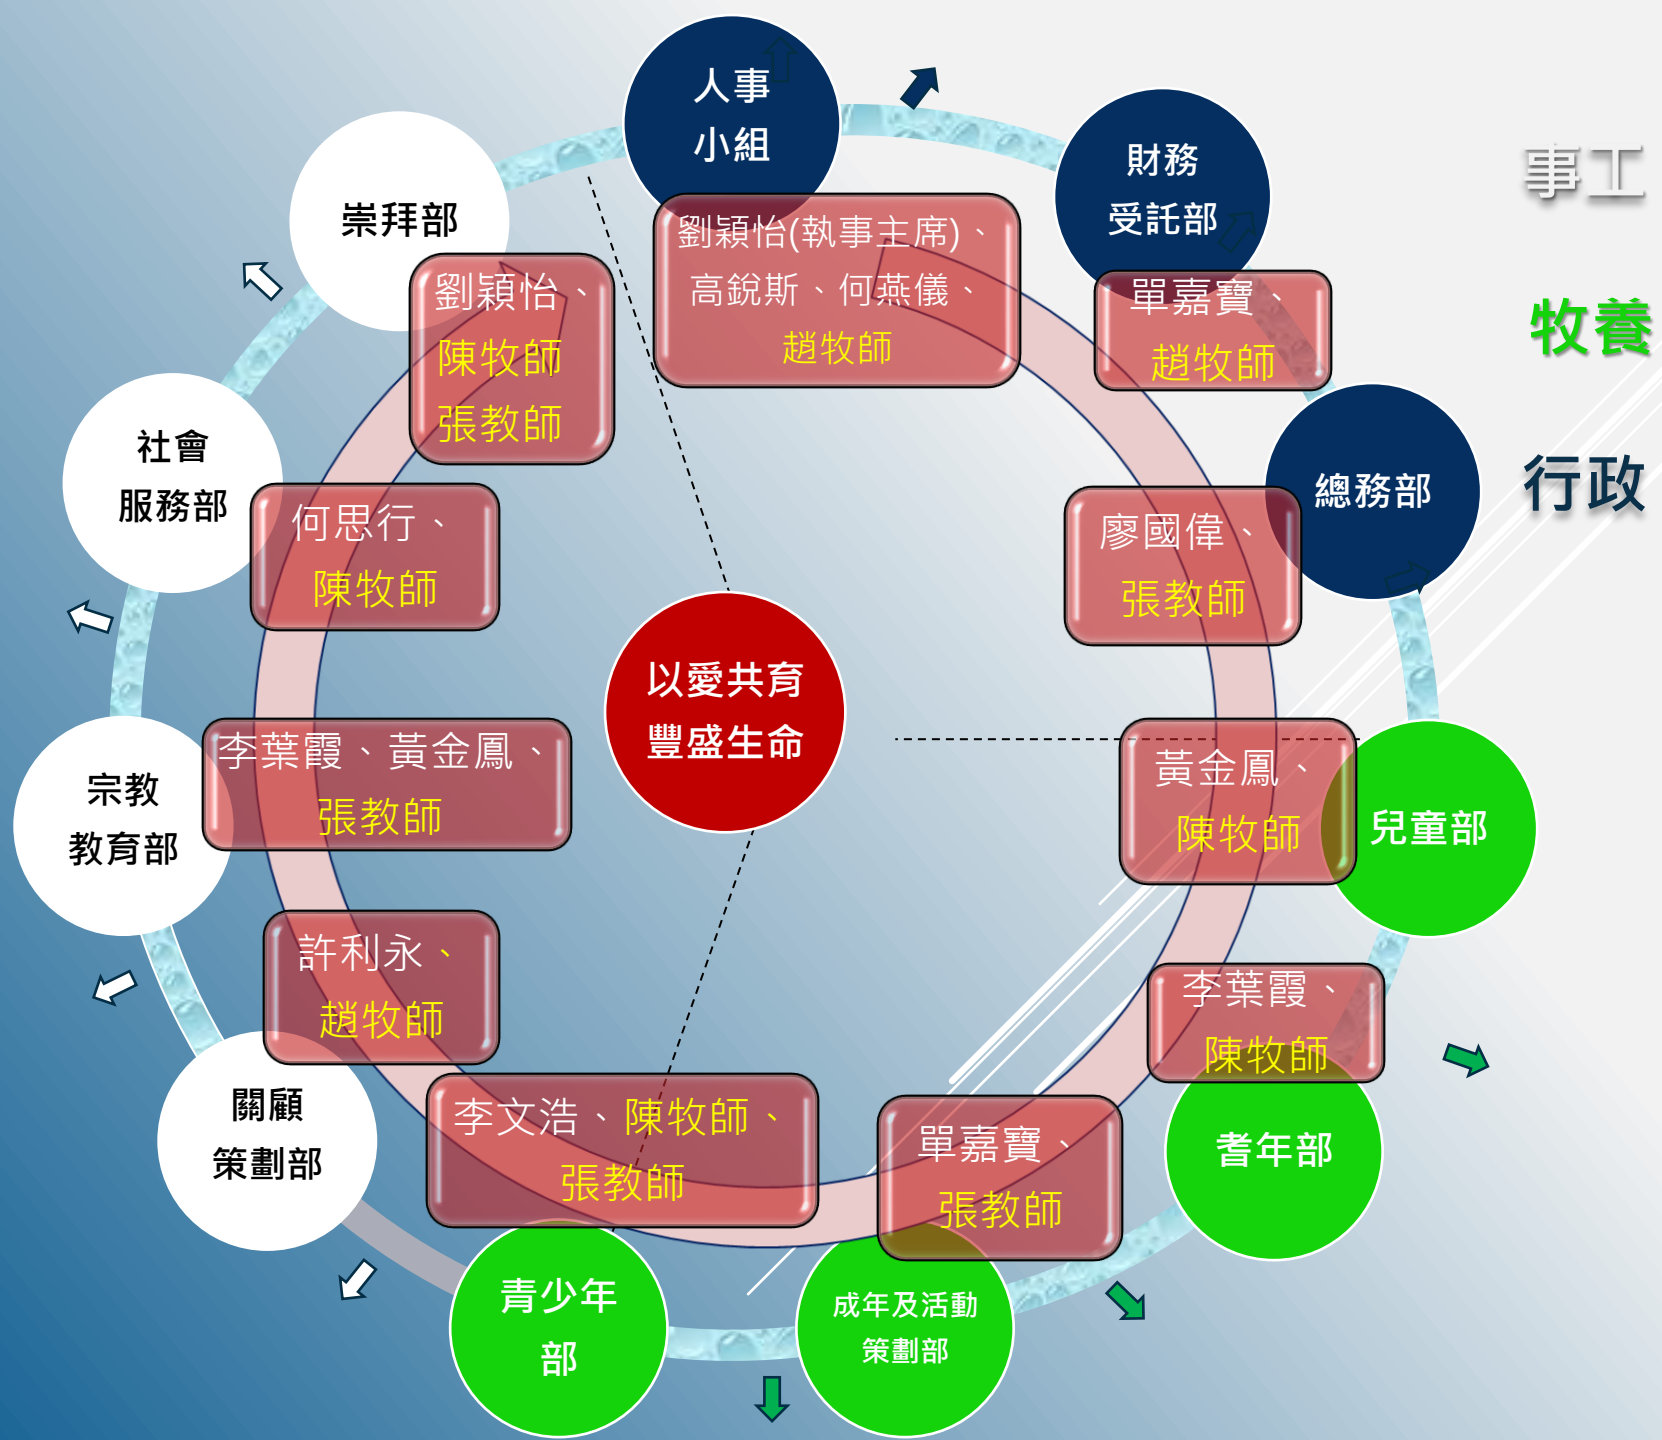 人事
小組
劉穎怡(執事主席)、
高銳斯、何燕儀、
趙牧師
財務
受託部
單嘉寶、
趙牧師
總務部
廖國偉、
張教師
兒童部
黃金鳳、
陳牧師
耆年部
李葉霞、
陳牧師
成年及活動
策劃部
單嘉寶、
張教師
青少年
部
李文浩、陳牧師、
張教師
關顧
策劃部
許利永、
趙牧師
宗教
教育部
李葉霞、黃金鳳、
張教師
社會
服務部
何思行、
陳牧師
崇拜部
劉穎怡、
陳牧師
張教師
以愛共育
豐盛生命
事工
牧養
行政